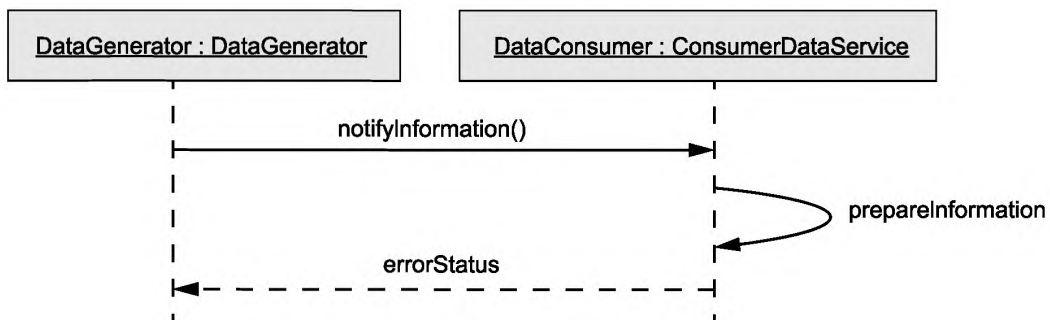 DataGenerator : DataGenerator
DataConsumer : ConsumerDataService
notifyInformation()
prepareInformation
errorStatus